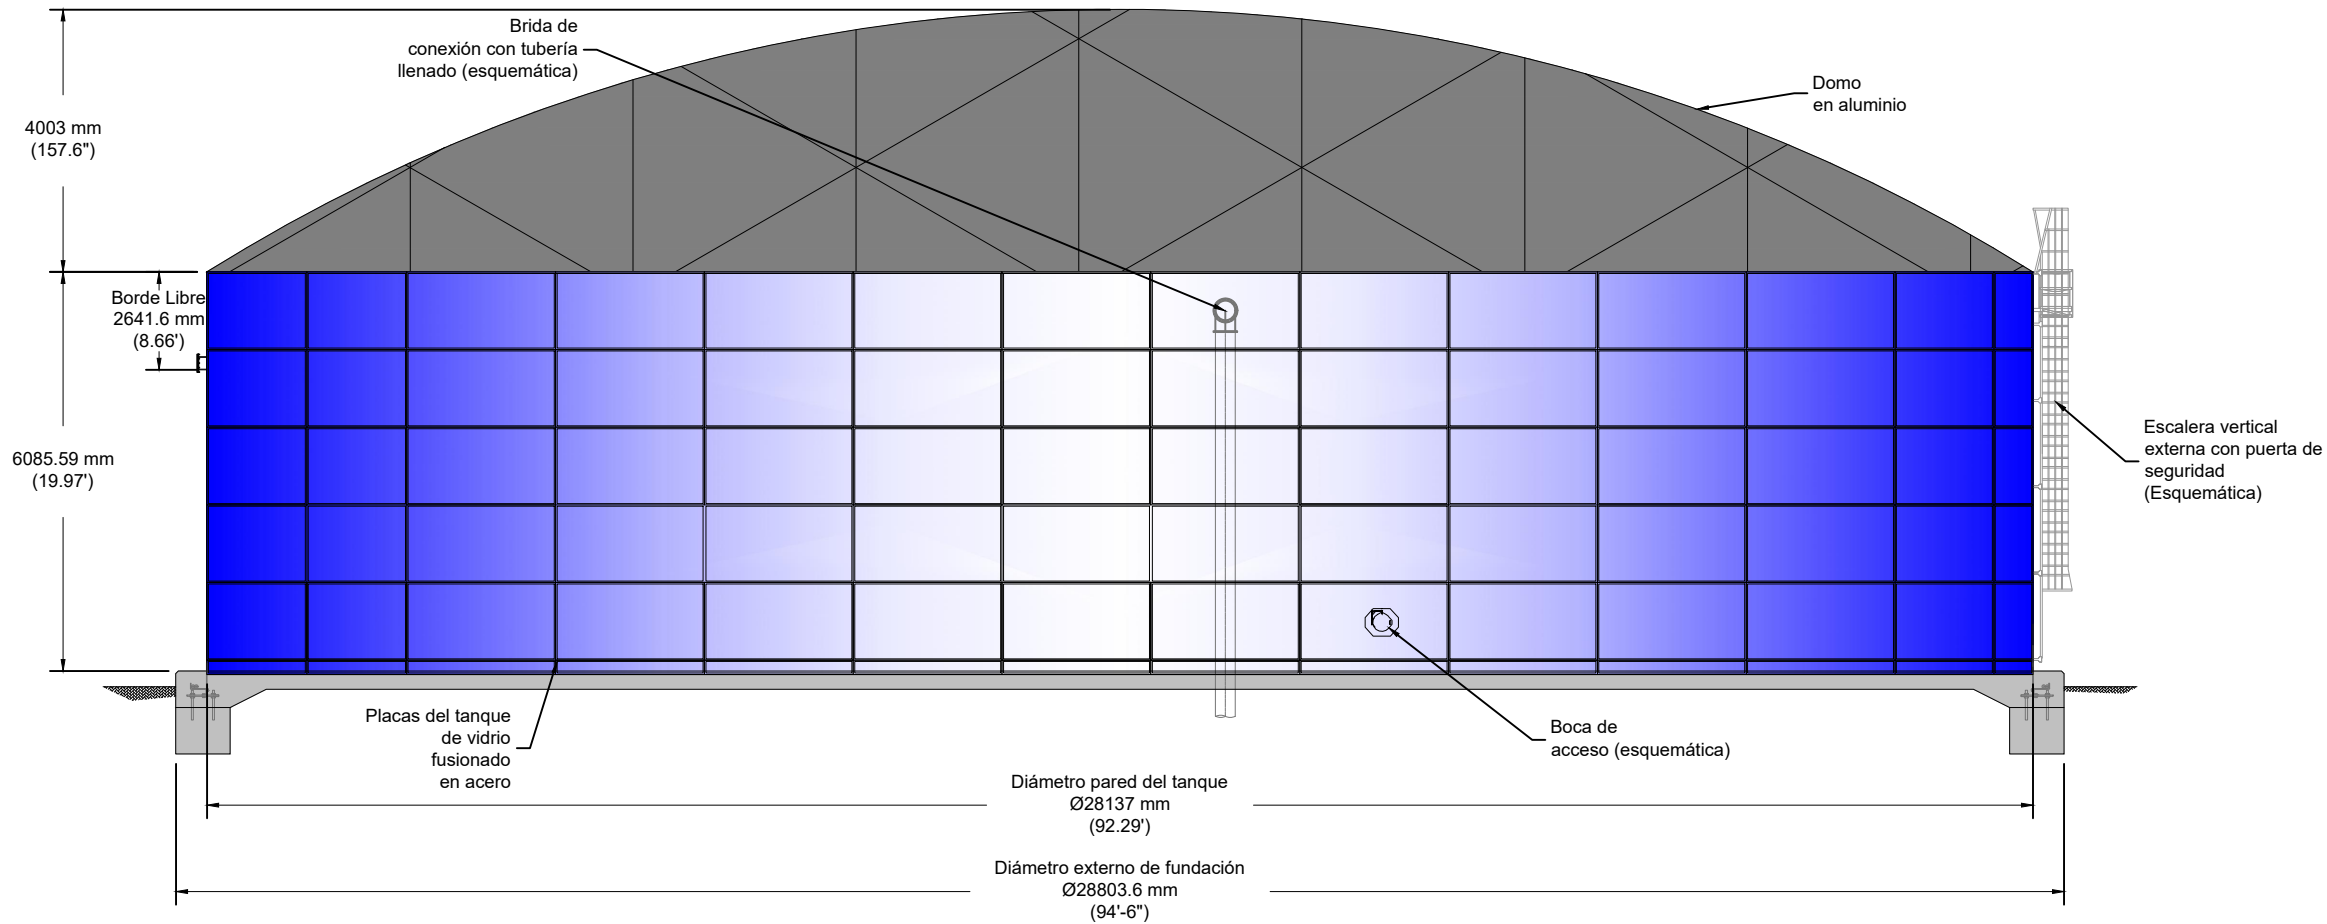 Brida de
conexión con tubería
llenado (esquemática)
Domo
en aluminio
4003 mm
(157.6")
Borde Libre
2641.6 mm
(8.66')
6085.59 mm
(19.97')
Escalera vertical
externa con puerta de
seguridad
(Esquemática)
Placas del tanque
de vidrio
fusionado
en acero
Boca de
acceso (esquemática)
Diámetro pared del tanque
Ø28137 mm
(92.29')
Diámetro externo de fundación
Ø28803.6 mm
(94'-6")